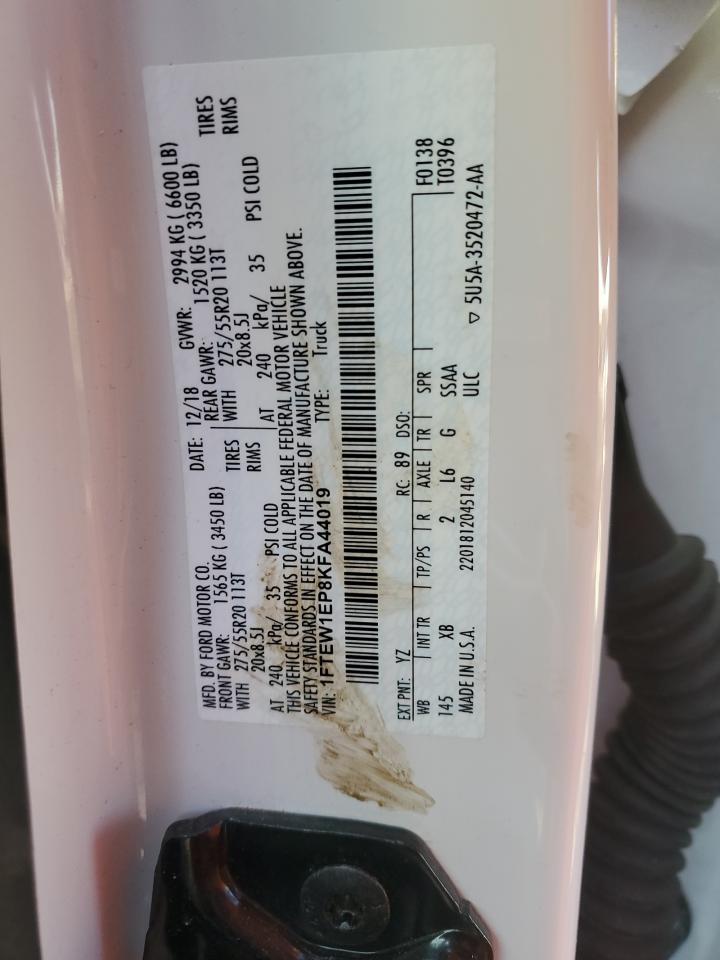 MFD. BY FORD MOTOR CO. DATE: 12/18 GVWR: 2994 KG ( 6600 LB)
FRONT GAWR: 1565 KG ( 3450 LB) REAR GAWR: 1520 KG ( 3350 LB)
WITH 275/55R20 113T TIRES WITH 275/55R20 113T TIRES
20x8.5J RIMS 20x8.5J RIMS
AT 240 kPa/ 35 PSI COLD AT 240 kPa/ 35 PSI COLD
THIS VEHICLE CONFORMS TO ALL APPLICABLE FEDERAL MOTOR VEHICLE
SAFETY STANDARDS IN EFFECT ON THE DATE OF MANUFACTURE SHOWN ABOVE.
VIN: 1FTEW1EP8KFA44019 TYPE: Truck
EXT PNT: YZ RC: 89 DSO: F0138
WB INT TR TP/PS R AXLE TR SPR T0396
145 XB 2 L6 G SSAA
MADE IN U.S.A. 2201812045140 ULC ▽ 5U5A-3520472-AA